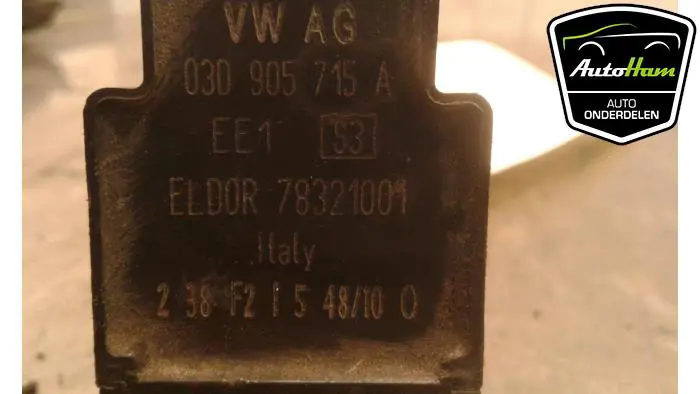 VW AG
030 905 715 A
EE1 S3
ELDOR 78321001
Italy
2 38 F2 I 5 48/10 0
AutoHam
AUTO
ONDERDELEN